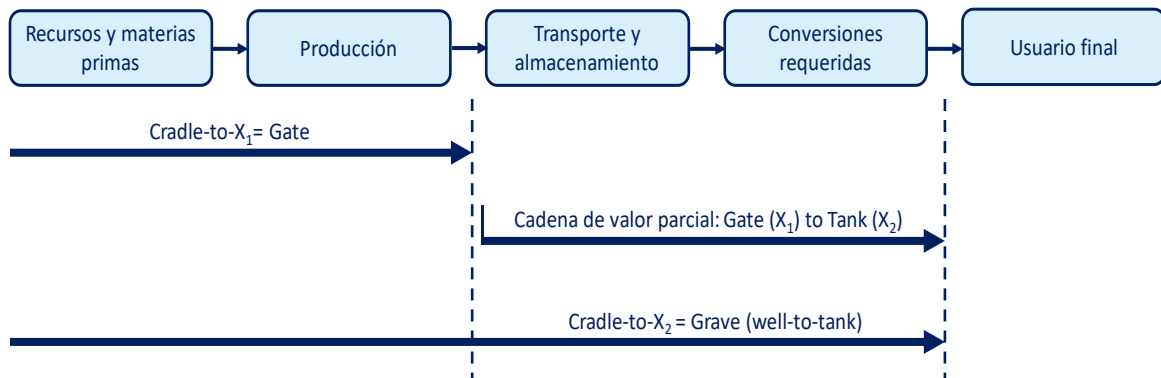 Recursos y materias
primas
Producción
Transporte y
almacenamiento
Conversiones
requeridas
Usuario final
Cradle-to-X₁= Gate
Cadena de valor parcial: Gate (X₁) to Tank (X₂)
Cradle-to-X₂ = Grave (well-to-tank)